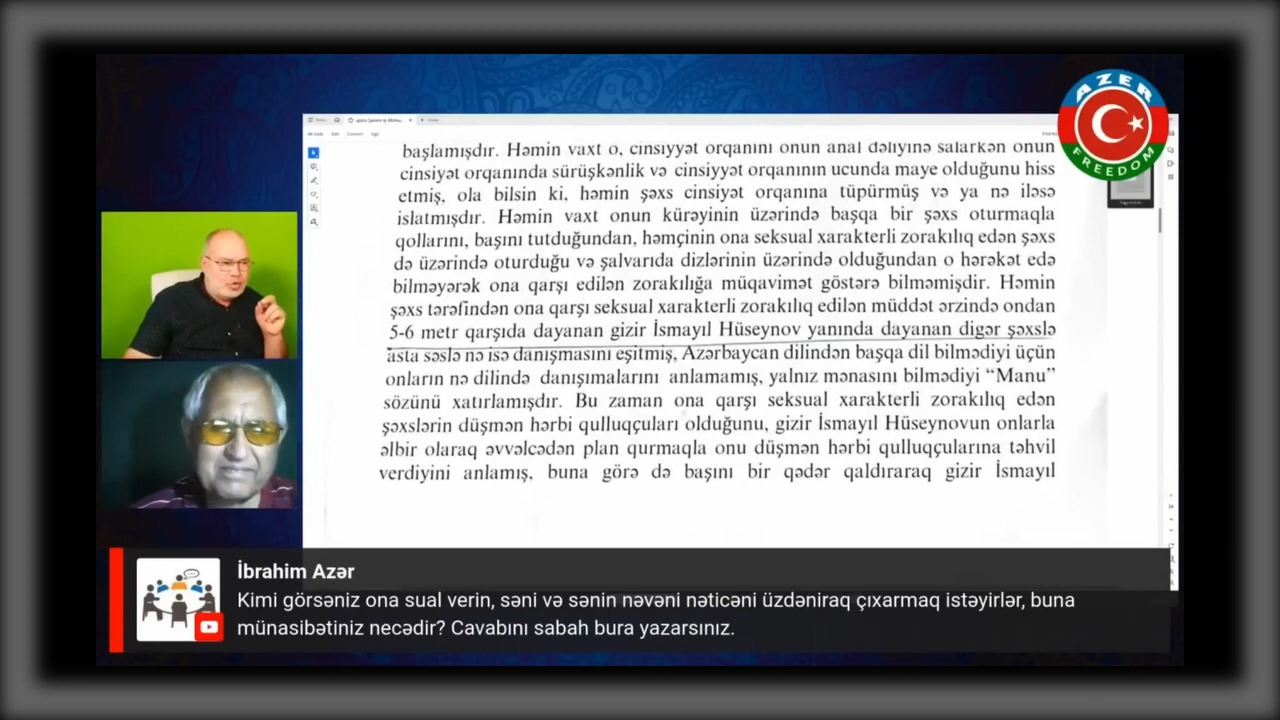 AZER
FREEDOM
başlamışdır. Həmin vaxt o, cinsiyyət orqanını onun anal dəliyinə salarkən onun
cinsiyət orqanında sürüşkənlik və cinsiyyət orqanının ucunda maye olduğunu hiss
etmiş, ola bilsin ki, həmin şəxs cinsiyət orqanına tüpürmüş və ya nə iləsə
islatmışdır. Həmin vaxt onun kürəyinin üzərində başqa bir şəxs oturmaqla
qollarını, başını tutduğundan, həmçinin ona seksual xarakterli zorakılıq edən şəxs
də üzərində oturduğu və şalvarıda dizlərinin üzərində olduğundan o hərəkət edə
bilməyərək ona qarşı edilən zorakılığa müqavimət göstərə bilməmişdir. Həmin
şəxs tərəfindən ona qarşı seksual xarakterli zorakılıq edilən müddət ərzində ondan
5-6 metr qarşıda dayanan gizir İsmayıl Hüseynov yanında dayanan digər şəxslə
asta səslə nə isə danışmasını eşitmiş, Azərbaycan dilindən başqa dil bilmədiyi üçün
onların nə dilində danışımalarını anlamamış, yalnız mənasını bilmədiyi “Manu”
sözünü xatırlamışdır. Bu zaman ona qarşı seksual xarakterli zorakılıq edən
şəxslərin düşmən hərbi qulluqçuları olduğunu, gizir İsmayıl Hüseynovun onlarla
əlbir olaraq əvvəlcədən plan qurmaqla onu düşmən hərbi qulluqçularına təhvil
verdiyini anlamış, buna görə də başını bir qədər qaldıraraq gizir İsmayıl
İbrahim Azər
Kimi görsəniz ona sual verin, səni və sənin nəvəni nəticəni üzdəniraq çıxarmaq istəyirlər, buna
münasibətiniz necədir? Cavabını sabah bura yazarsınız.